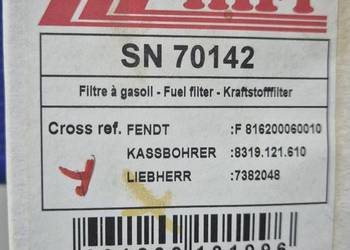 SN 70142
Filtre à gasoil - Fuel filter - Kraftstofffilter
Cross ref. FENDT :F 816200060010
KASSBOHRER :8319.121.610
LIEBHERR :7382048